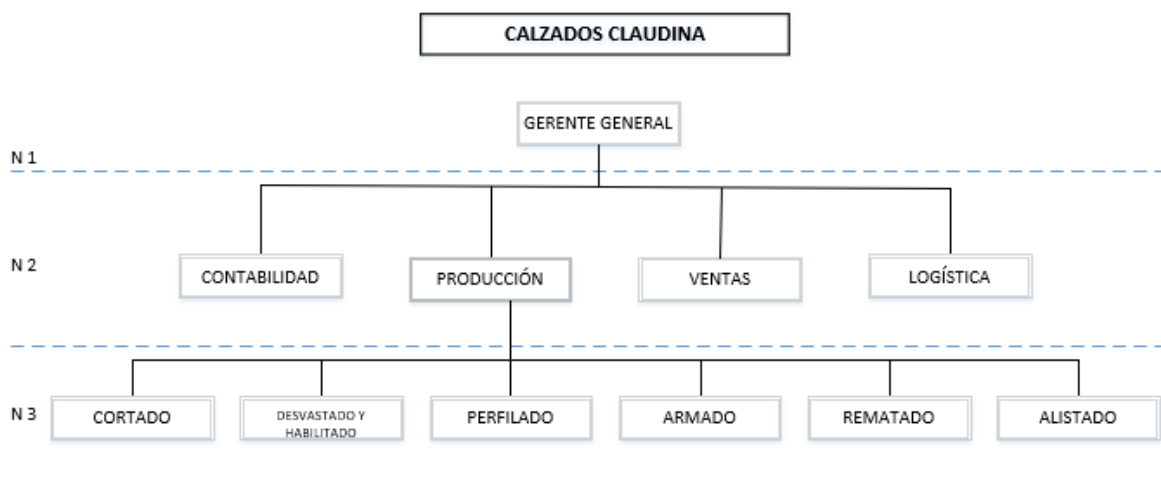 CALZADOS CLAUDINA
GERENTE GENERAL
N 1
N 2
CONTABILIDAD
PRODUCCIÓN
VENTAS
LOGÍSTICA
N 3
CORTADO
DESVASTADO Y
HABILITADO
PERFILADO
ARMADO
REMATADO
ALISTADO